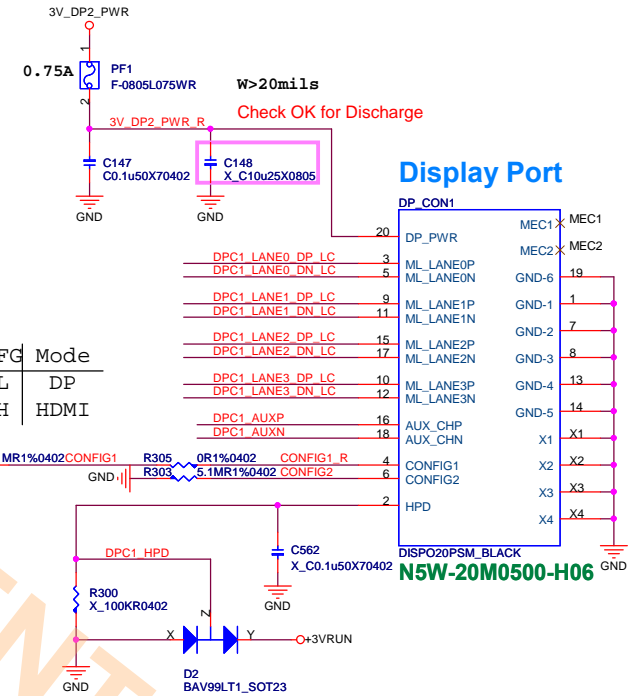 3V_DP2_PWR
1
0.75A
PF1
F-0805L075WR
2
W>20mils
Check OK for Discharge
3V_DP2_PWR_R
C147
C0.1u50X70402
C148
X_C10u25X0805
GND
GND
Display Port
DP_CON1
20 DP_PWR
MEC1 MEC1
MEC2 MEC2
DPC1_LANE0_DP_LC 3 ML_LANE0P
DPC1_LANE0_DN_LC 5 ML_LANE0N
GND-6 19
DPC1_LANE1_DP_LC 9 ML_LANE1P
DPC1_LANE1_DN_LC 11 ML_LANE1N
GND-1 1
GND-2 7
DPC1_LANE2_DP_LC 15 ML_LANE2P
DPC1_LANE2_DN_LC 17 ML_LANE2N
GND-3 8
DPC1_LANE3_DP_LC 10 ML_LANE3P
DPC1_LANE3_DN_LC 12 ML_LANE3N
GND-4 13
GND-5 14
DPC1_AUXP 16 AUX_CHP
DPC1_AUXN 18 AUX_CHN
X1 X1
X2 X2
X3 X3
X4 X4
FG Mode
L DP
H HDMI
MR1%0402 CONFIG1 R305 0R1%0402 CONFIG1_R 4 CONFIG1
GND R303 5.1MR1%0402 CONFIG2 6 CONFIG2
2 HPD
DPC1_HPD
C562
X_C0.1u50X70402
GND
DISPO20PSM_BLACK
N5W-20M0500-H06
GND
R300
X_100KR0402
Z
X
Y
+3VRUN
GND
D2
BAV99LT1_SOT23